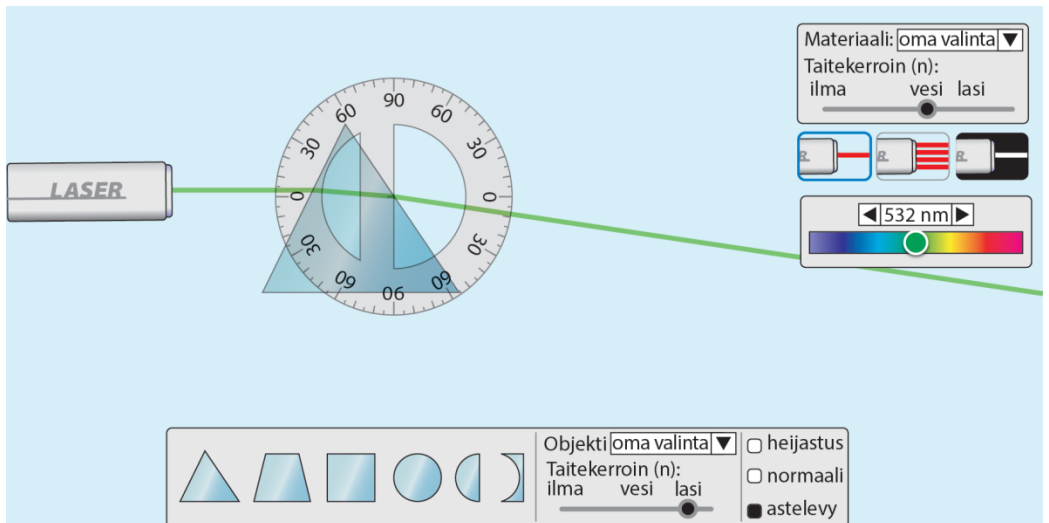 Materiaali: oma valinta ▼
Taitekerroin (n):
ilma vesi lasi
LASER
90
60 60
30 30
0 0
30 30
60 60
90
R R R
◀ 532 nm ▶
Objekti oma valinta ▼
Taitekerroin (n):
ilma vesi lasi
heijastus
normaali
astelevy